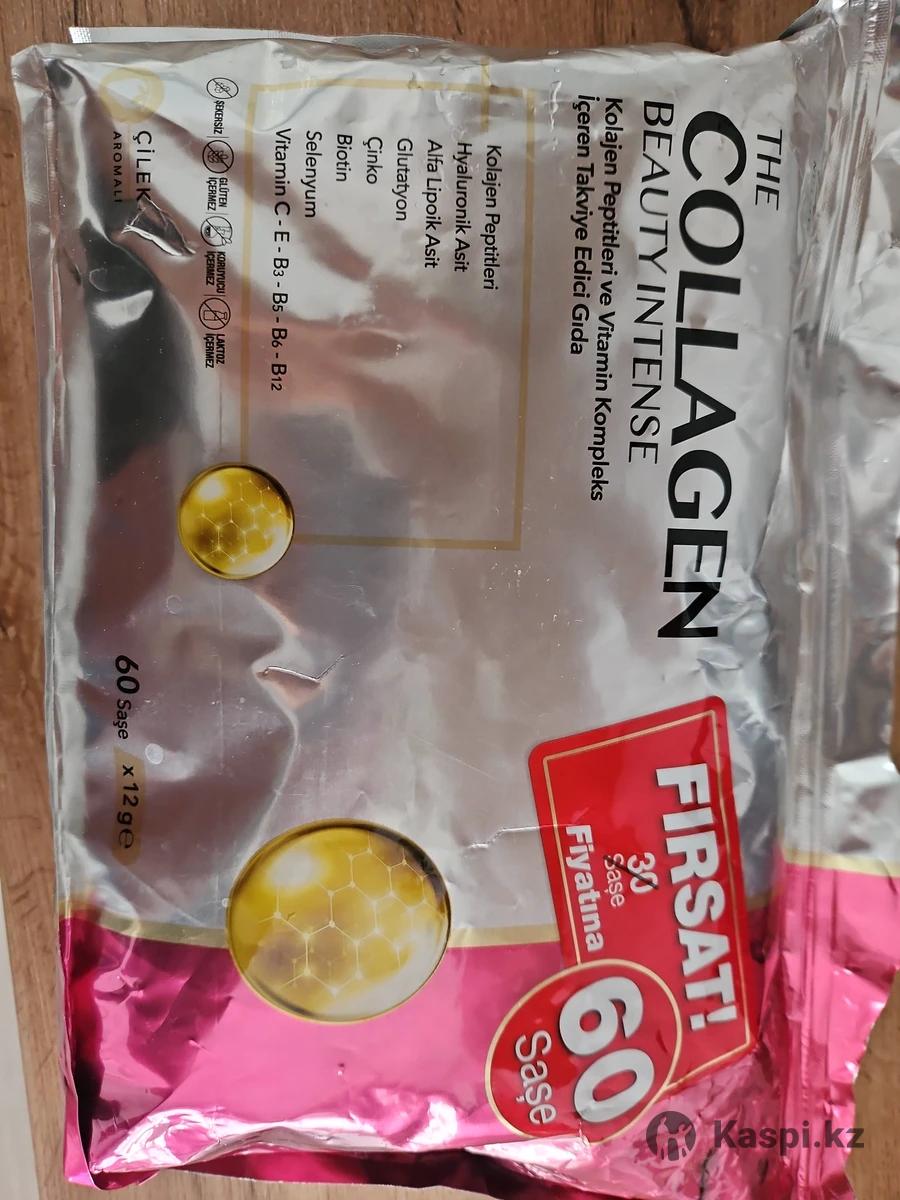 THE
COLLAGEN
BEAUTY INTENSE
Kolajen Peptitleri ve Vitamin Kompleks
İçeren Takviye Edici Gıda
Kolajen Peptitleri
Hyaluronik Asit
Alfa Lipoik Asit
Glutatyon
Çinko
Biotin
Selenyum
Vitamin C - E - B3 - B5 - B6 - B12
ŞEKERSİZ
GLUTEN
İÇERMEZ
KORUYUCU
İÇERMEZ
LAKTOZ
İÇERMEZ
ÇİLEK
AROMALI
60 Saşe x 12 g e
FIRSAT!
30
Saşe
Fiyatına
60
Saşe
Kaspi.kz